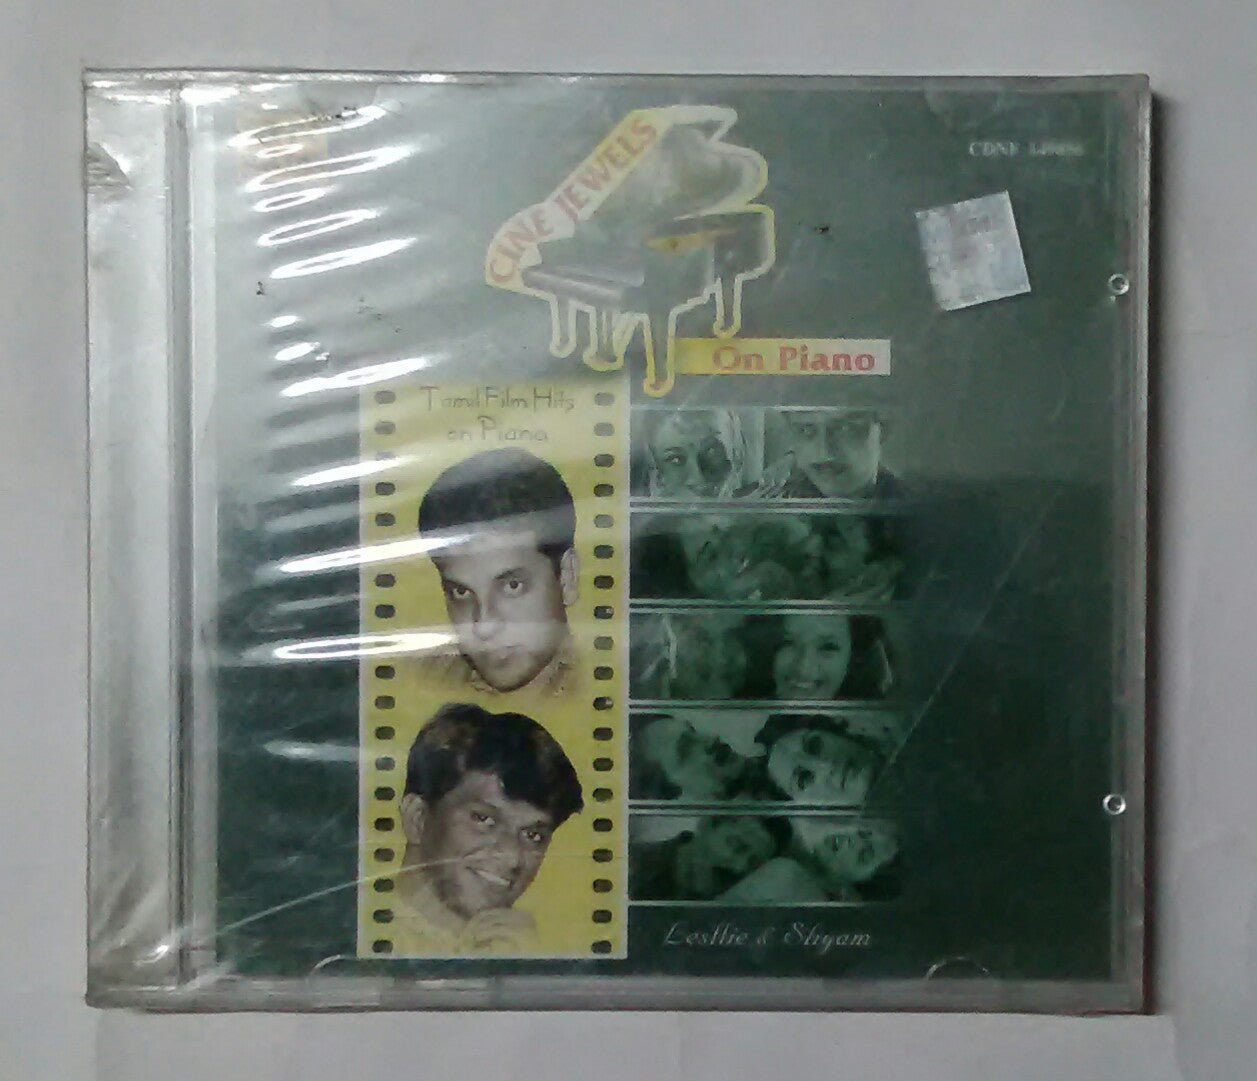 CINE JEWELS
On Piano
Tamil Film Hits
on Piano
Lesllie & Shyam